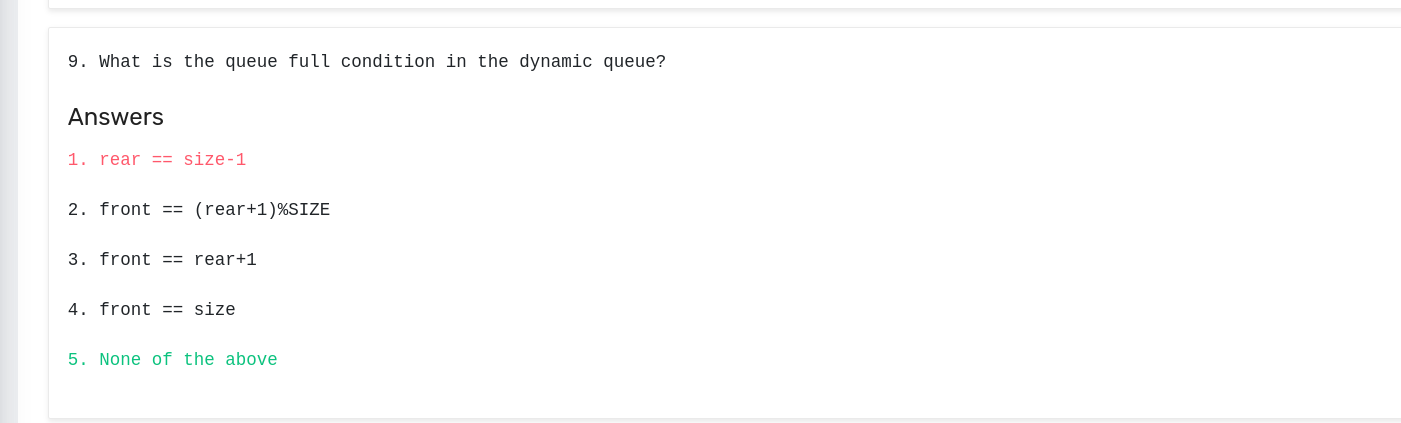 9. What is the queue full condition in the dynamic queue?
Answers
1. rear == size-1
2. front == (rear+1)%SIZE
3. front == rear+1
4. front == size
5. None of the above